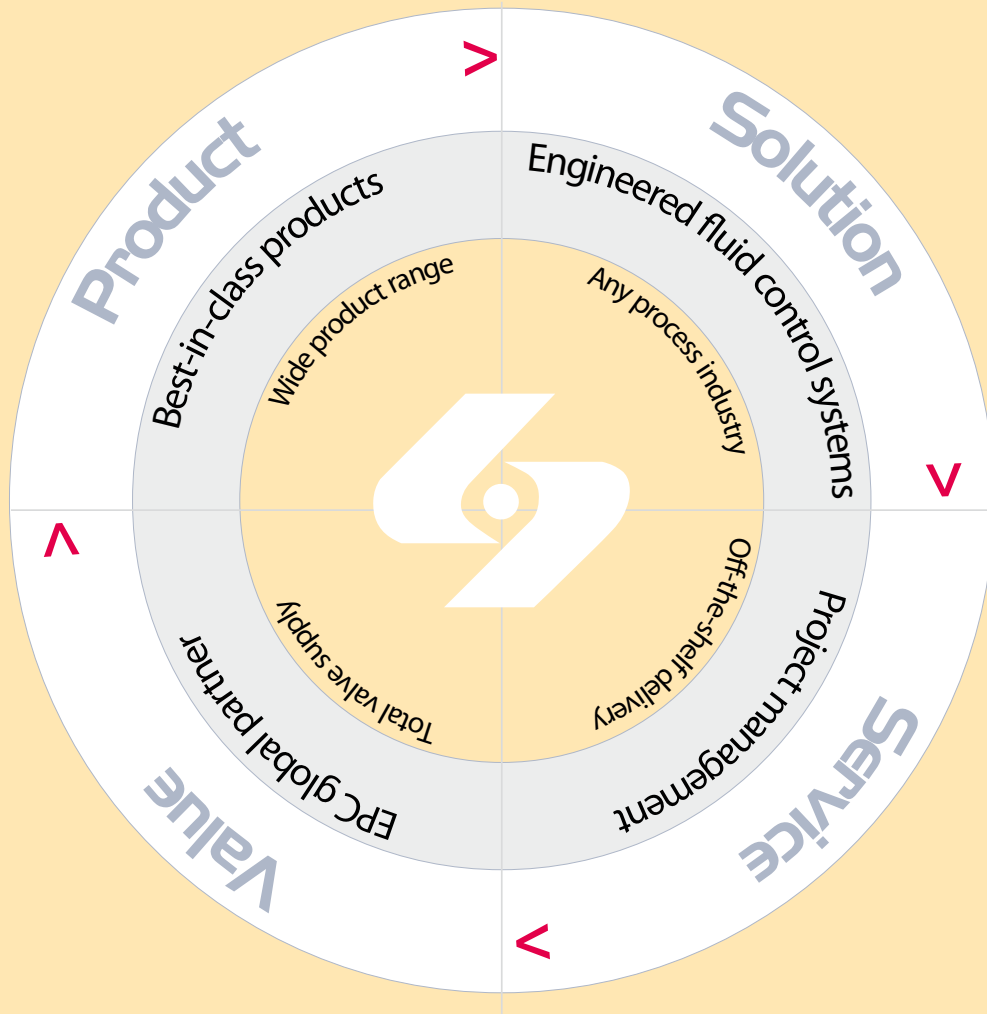 Product
Solution
Service
Value
Best-in-class products
Engineered fluid control systems
Project management
EPC global partner
Wide product range
Any process industry
Off-the-shelf delivery
Total valve supply